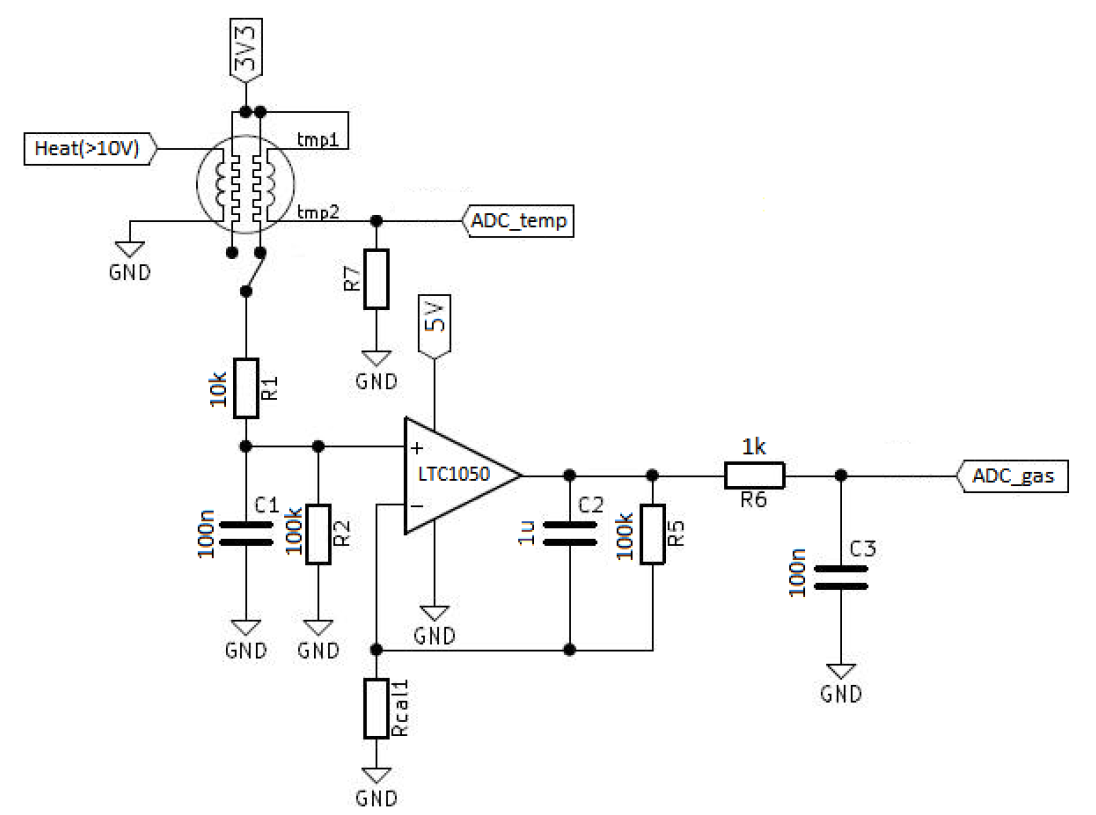 3V3
Heat(>10V)
tmp1
tmp2
ADC_temp
GND
R7
5V
GND
10k
R1
+
LTC1050
1k
R6
ADC_gas
−
C1
100n
100k
R2
C2
1u
100k
R5
C3
100n
GND
GND
GND
GND
Rcal1
GND